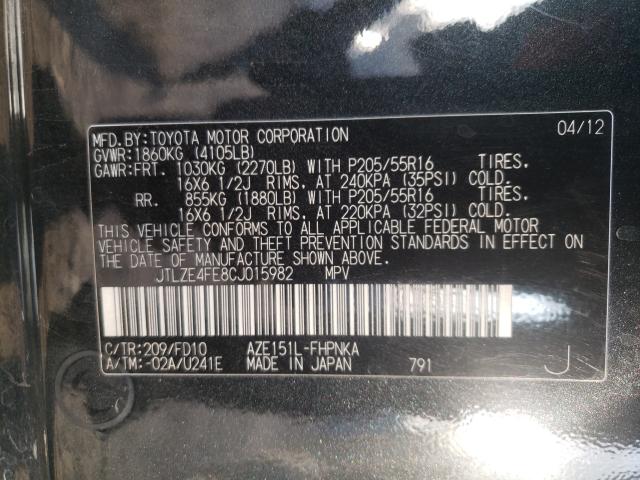 MFD.BY:TOYOTA MOTOR CORPORATION 04/12
GVWR:1860KG (4105LB)
GAWR:FRT. 1030KG (2270LB) WITH P205/55R16 TIRES.
16X6 1/2J RIMS. AT 240KPA (35PSI) COLD.
RR. 855KG (1880LB) WITH P205/55R16 TIRES.
16X6 1/2J RIMS. AT 220KPA (32PSI) COLD.
THIS VEHICLE CONFORMS TO ALL APPLICABLE FEDERAL MOTOR
VEHICLE SAFETY AND THEFT PREVENTION STANDARDS IN EFFECT ON
THE DATE OF MANUFACTURE SHOWN ABOVE.
JTLZE4FE8CJ015982 MPV
C/TR:209/FD10 AZE151L-FHPNKA
A/TM:-02A/U241E MADE IN JAPAN 791 J